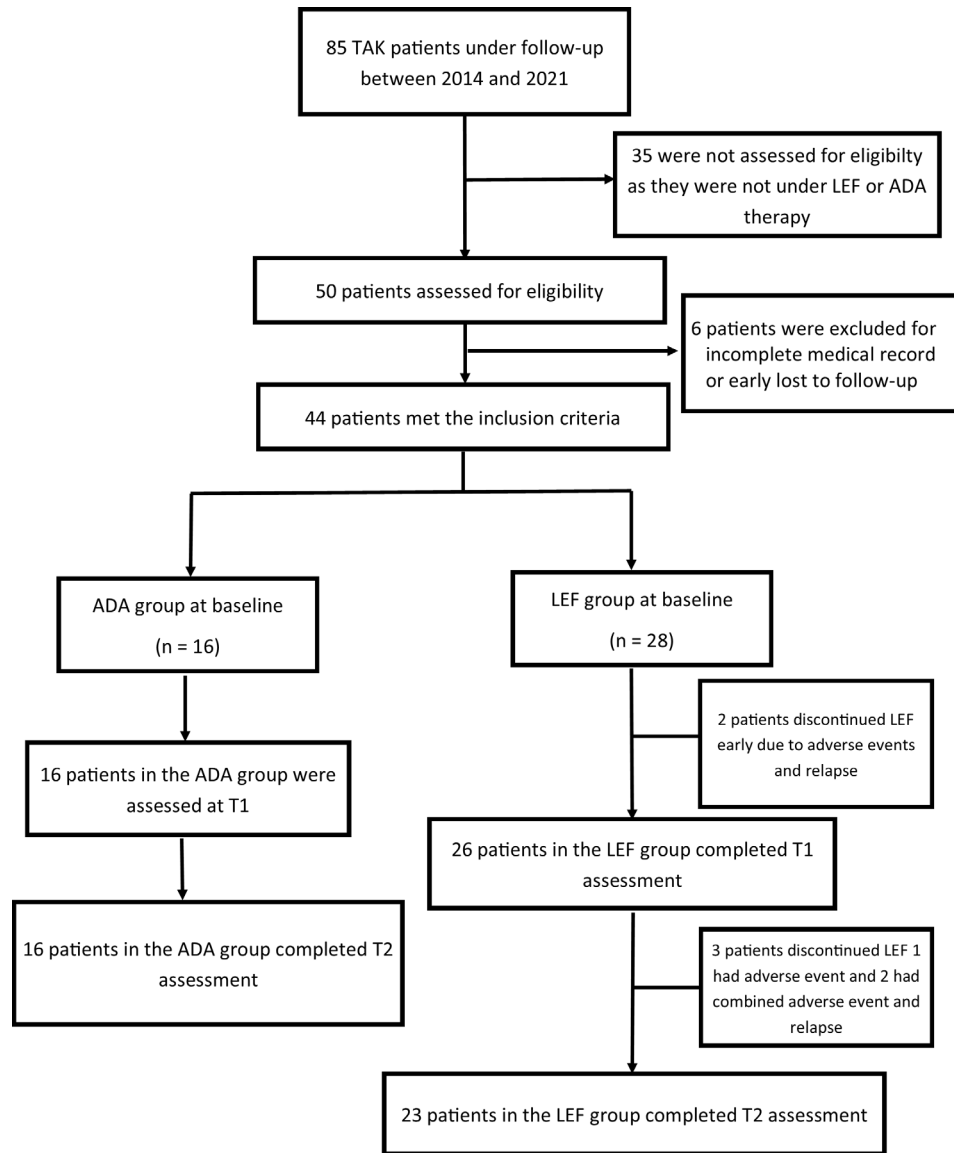 85 TAK patients under follow-up
between 2014 and 2021
35 were not assessed for eligibilty
as they were not under LEF or ADA
therapy
50 patients assessed for eligibility
6 patients were excluded for
incomplete medical record
or early lost to follow-up
44 patients met the inclusion criteria
ADA group at baseline
(n = 16)
LEF group at baseline
(n = 28)
2 patients discontinued LEF
early due to adverse events
and relapse
16 patients in the ADA group were
assessed at T1
26 patients in the LEF group completed T1
assessment
16 patients in the ADA group completed T2
assessment
3 patients discontinued LEF 1
had adverse event and 2 had
combined adverse event and
relapse
23 patients in the LEF group completed T2 assessment